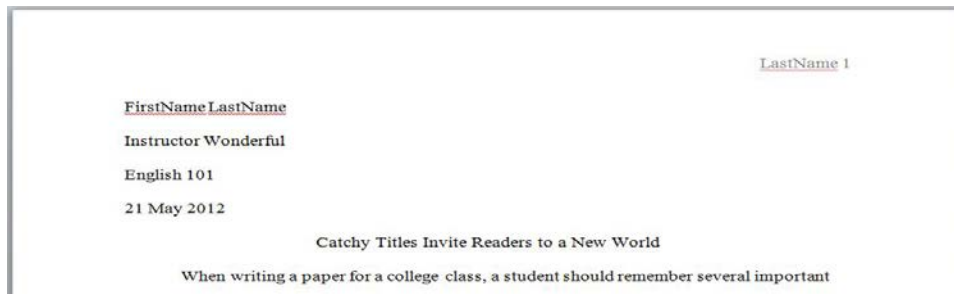 LastName 1
FirstName LastName
Instructor Wonderful
English 101
21 May 2012
Catchy Titles Invite Readers to a New World
When writing a paper for a college class, a student should remember several important